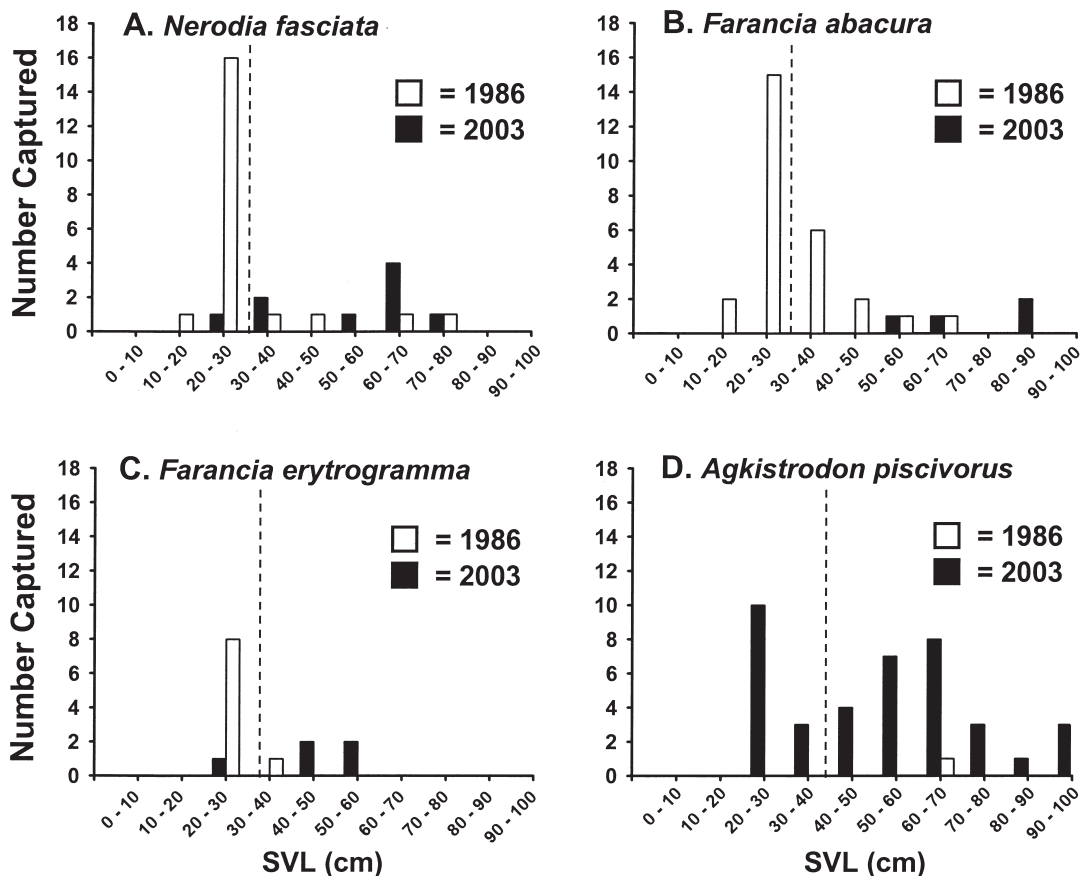 A. Nerodia fasciata
Number Captured
18
16
14
12
10
8
6
4
2
0
= 1986
= 2003
0 - 10
10 - 20
20 - 30
30 - 40
40 - 50
50 - 60
60 - 70
70 - 80
80 - 90
90 - 100
B. Farancia abacura
18
16
14
12
10
8
6
4
2
0
= 1986
= 2003
0 - 10
10 - 20
20 - 30
30 - 40
40 - 50
50 - 60
60 - 70
70 - 80
80 - 90
90 - 100
C. Farancia erytrogramma
Number Captured
18
16
14
12
10
8
6
4
2
0
= 1986
= 2003
0 - 10
10 - 20
20 - 30
30 - 40
40 - 50
50 - 60
60 - 70
70 - 80
80 - 90
90 - 100
SVL (cm)
D. Agkistrodon piscivorus
18
16
14
12
10
8
6
4
2
0
= 1986
= 2003
0 - 10
10 - 20
20 - 30
30 - 40
40 - 50
50 - 60
60 - 70
70 - 80
80 - 90
90 - 100
SVL (cm)